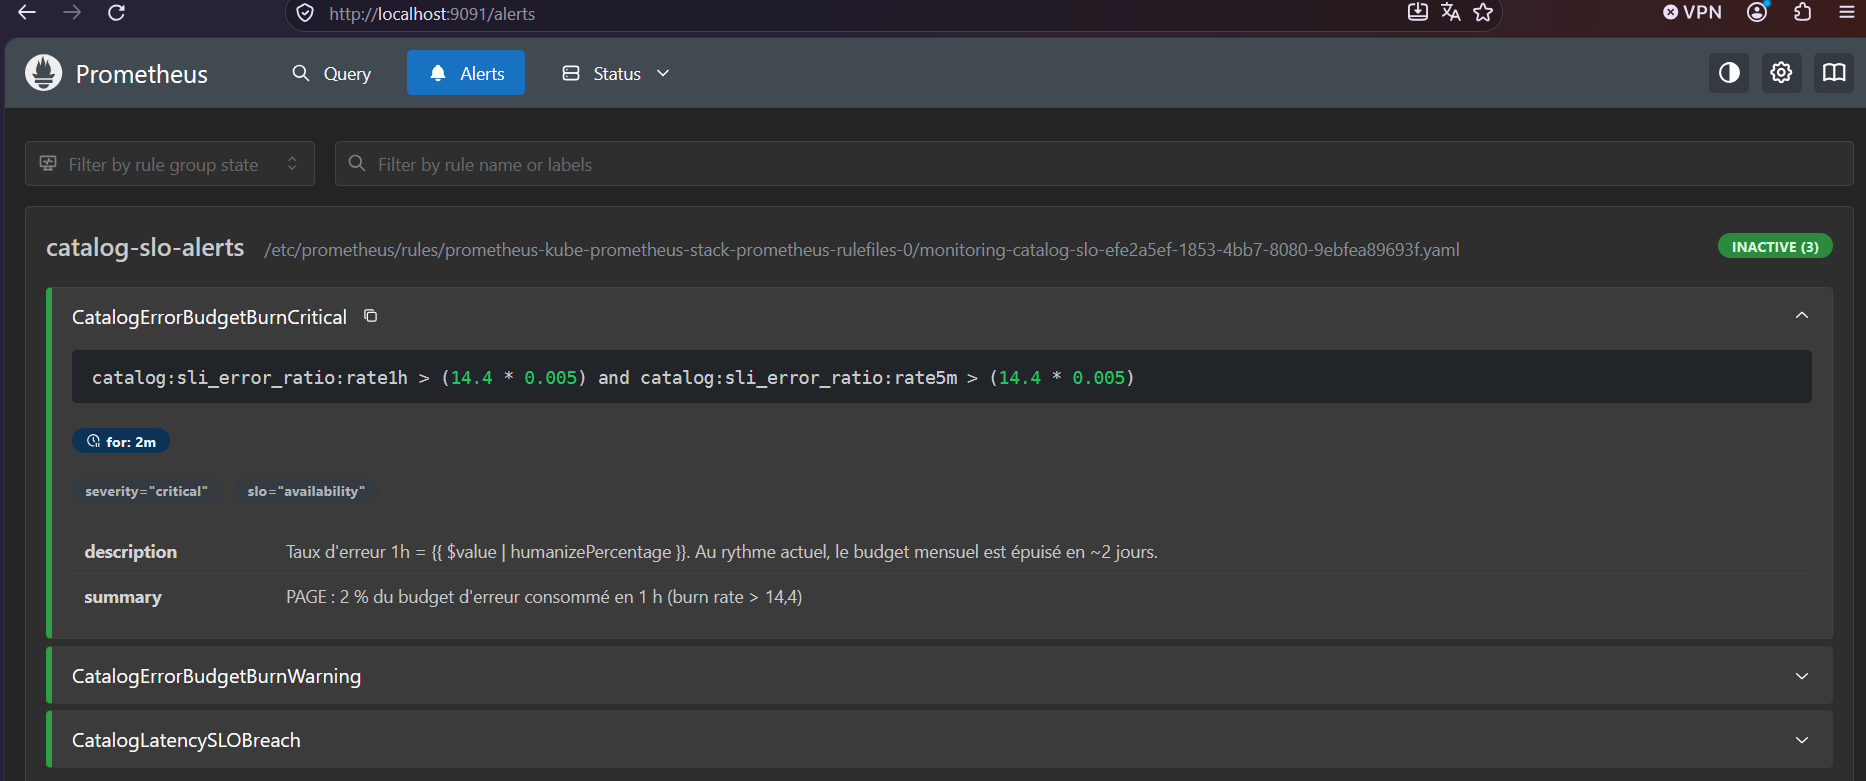 http://localhost:9091/alerts
VPN
Prometheus
Query
Alerts
Status
Filter by rule group state
Filter by rule name or labels
catalog-slo-alerts
/etc/prometheus/rules/prometheus-kube-prometheus-stack-prometheus-rulefiles-0/monitoring-catalog-slo-efe2a5ef-1853-4bb7-8080-9ebfea89693f.yaml
INACTIVE (3)
CatalogErrorBudgetBurnCritical
catalog:sli_error_ratio:rate1h > (14.4 * 0.005) and catalog:sli_error_ratio:rate5m > (14.4 * 0.005)
for: 2m
severity="critical"
slo="availability"
description
Taux d'erreur 1h = {{ $value | humanizePercentage }}. Au rythme actuel, le budget mensuel est épuisé en ~2 jours.
summary
PAGE : 2 % du budget d'erreur consommé en 1 h (burn rate > 14,4)
CatalogErrorBudgetBurnWarning
CatalogLatencySLOBreach